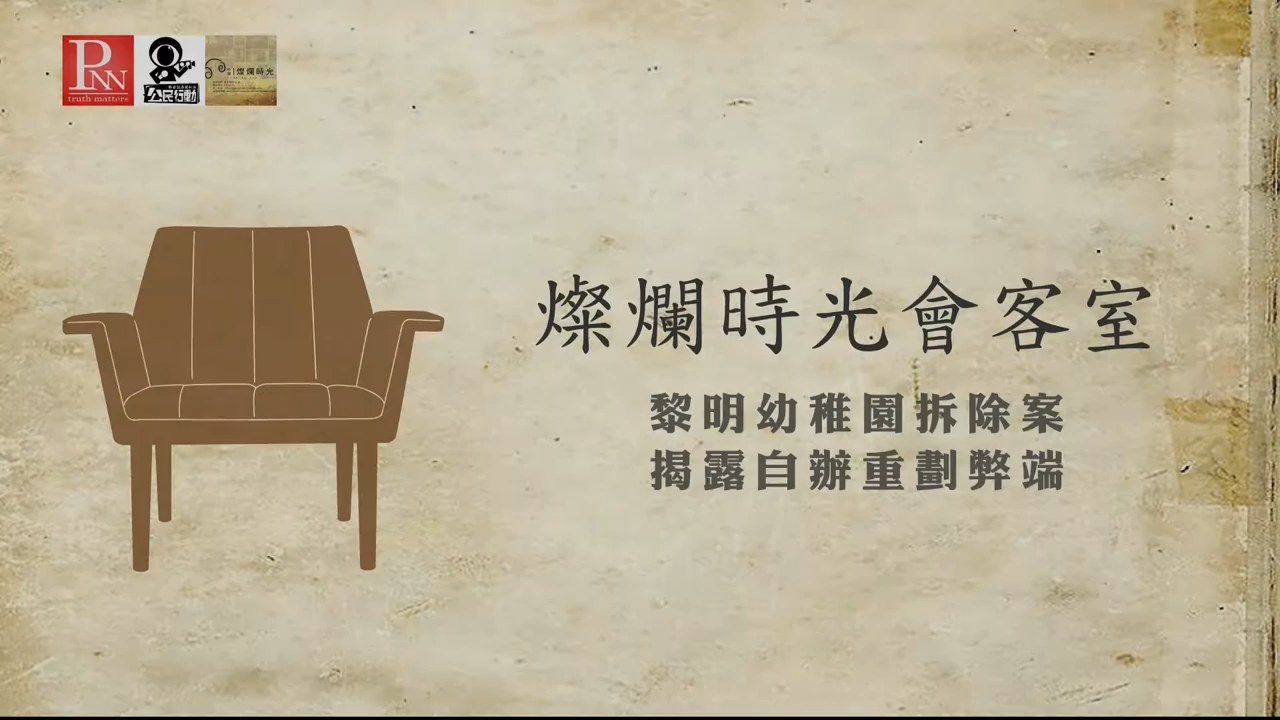 PNN
truth matters
公民行動
燦爛時光
燦爛時光會客室
黎明幼稚園拆除案
揭露自辦重劃弊端